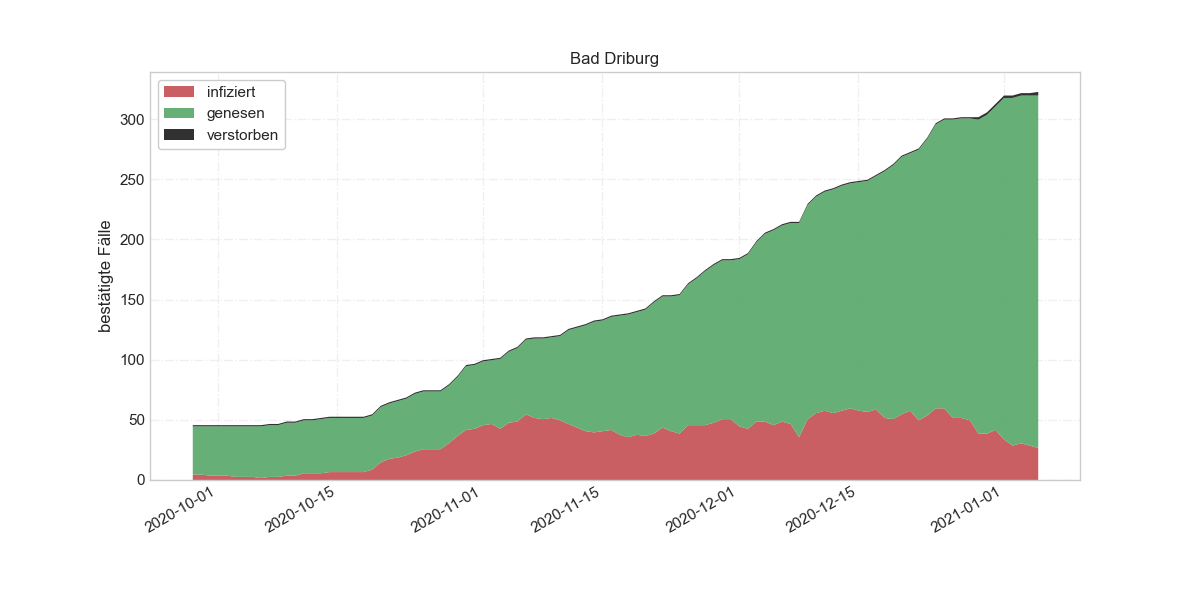 Bad Driburg
infiziert
genesen
verstorben
bestätigte Fälle
300
250
200
150
100
50
0
2020-10-01
2020-10-15
2020-11-01
2020-11-15
2020-12-01
2020-12-15
2021-01-01